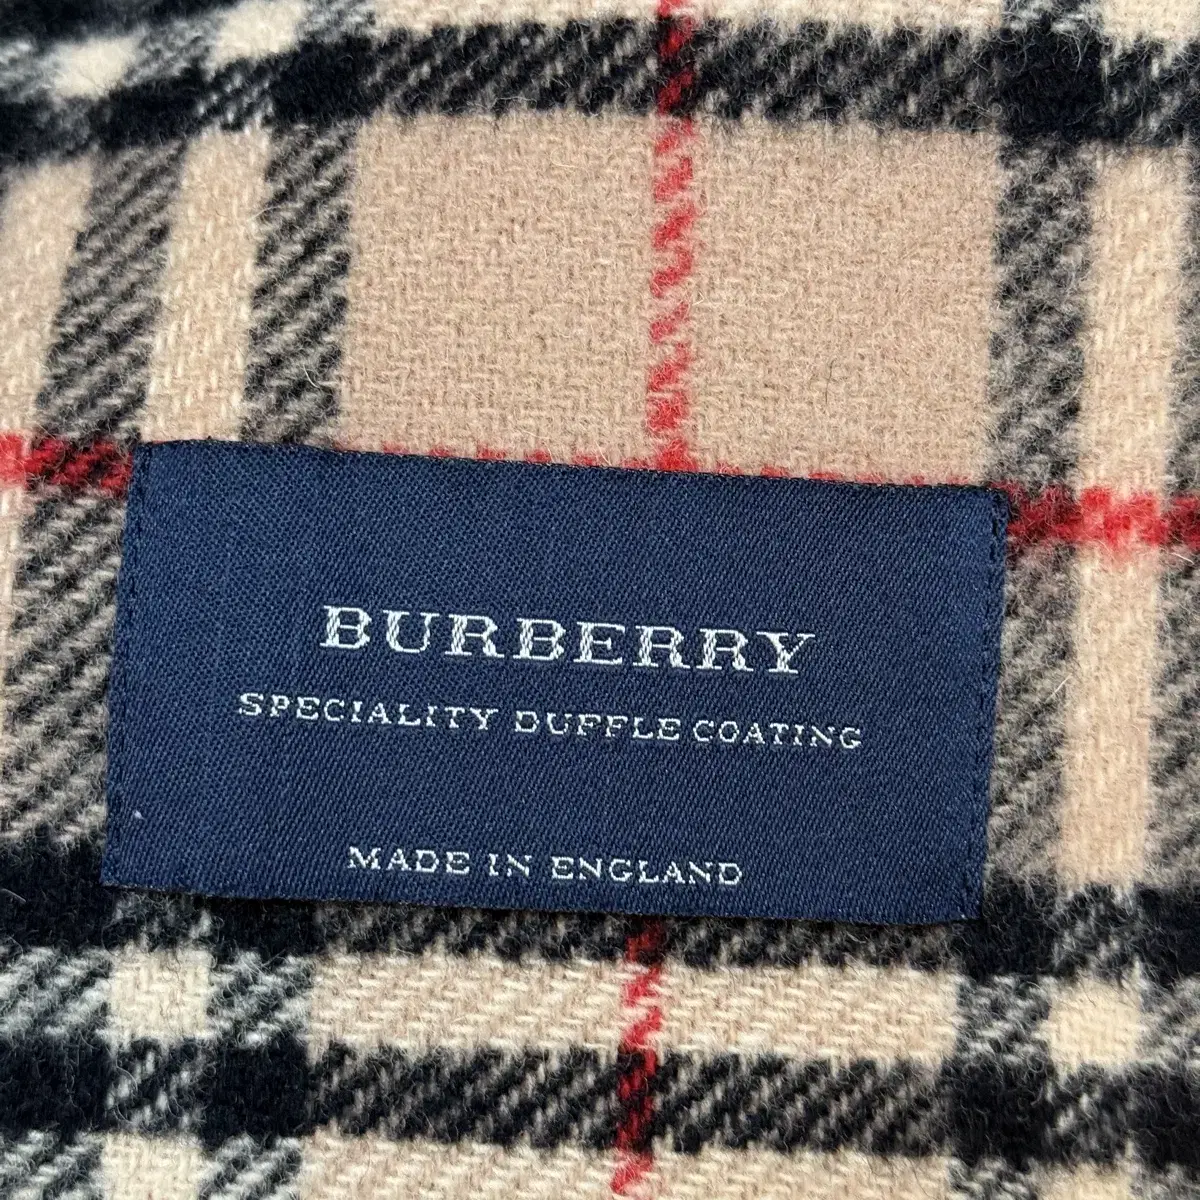 BURBERRY
SPECIALITY DUFFLE COATING
MADE IN ENGLAND